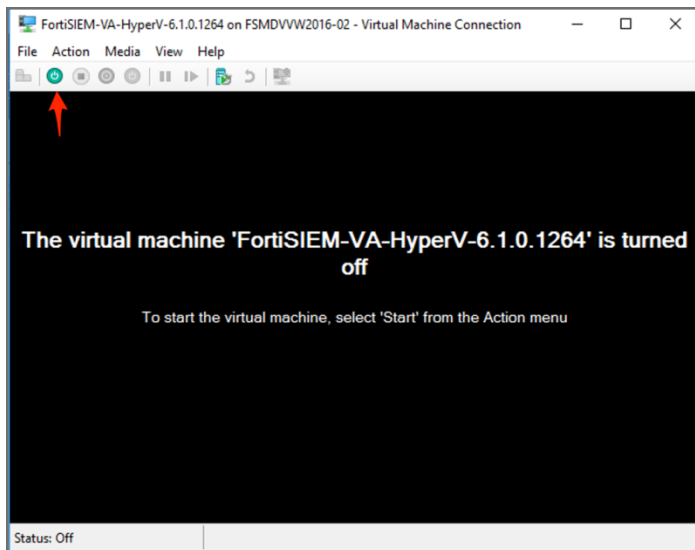 FortiSIEM-VA-HyperV-6.1.0.1264 on FSMDVVW2016-02 - Virtual Machine Connection
File Action Media View Help
The virtual machine 'FortiSIEM-VA-HyperV-6.1.0.1264' is turned
off
To start the virtual machine, select 'Start' from the Action menu
Status: Off